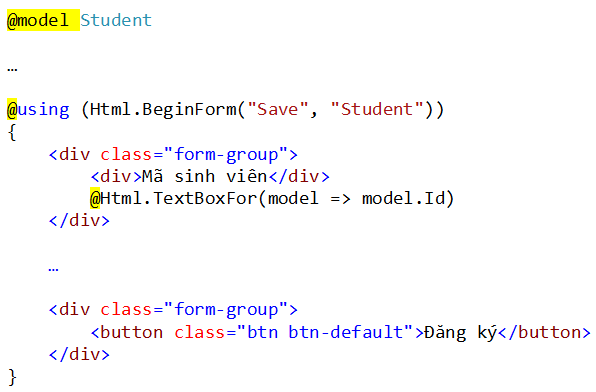 @model Student
…
@using (Html.BeginForm("Save", "Student"))
{
<div class="form-group">
<div>Mã sinh viên</div>
@Html.TextBoxFor(model => model.Id)
</div>
…
<div class="form-group">
<button class="btn btn-default">Đăng ký</button>
</div>
}